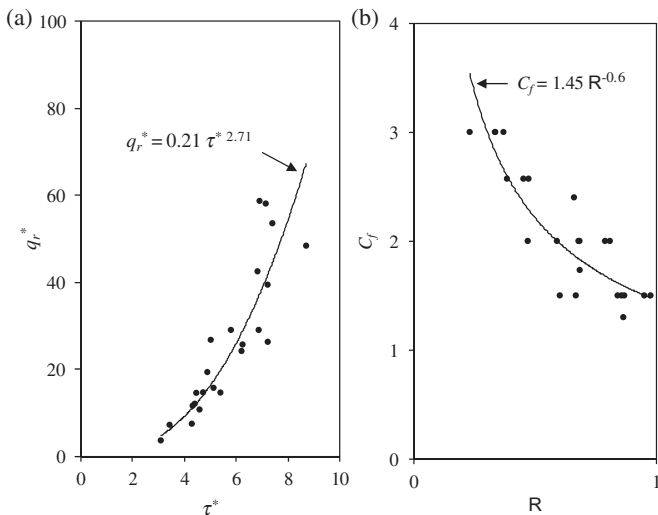 (a)
100
80
60
40
20
0
q_r^*
q_r^* = 0.21 τ^{* 2.71}
0 2 4 6 8 10
τ^*
(b)
4
3
2
1
0
C_f
C_f = 1.45 R^{-0.6}
0 1
R